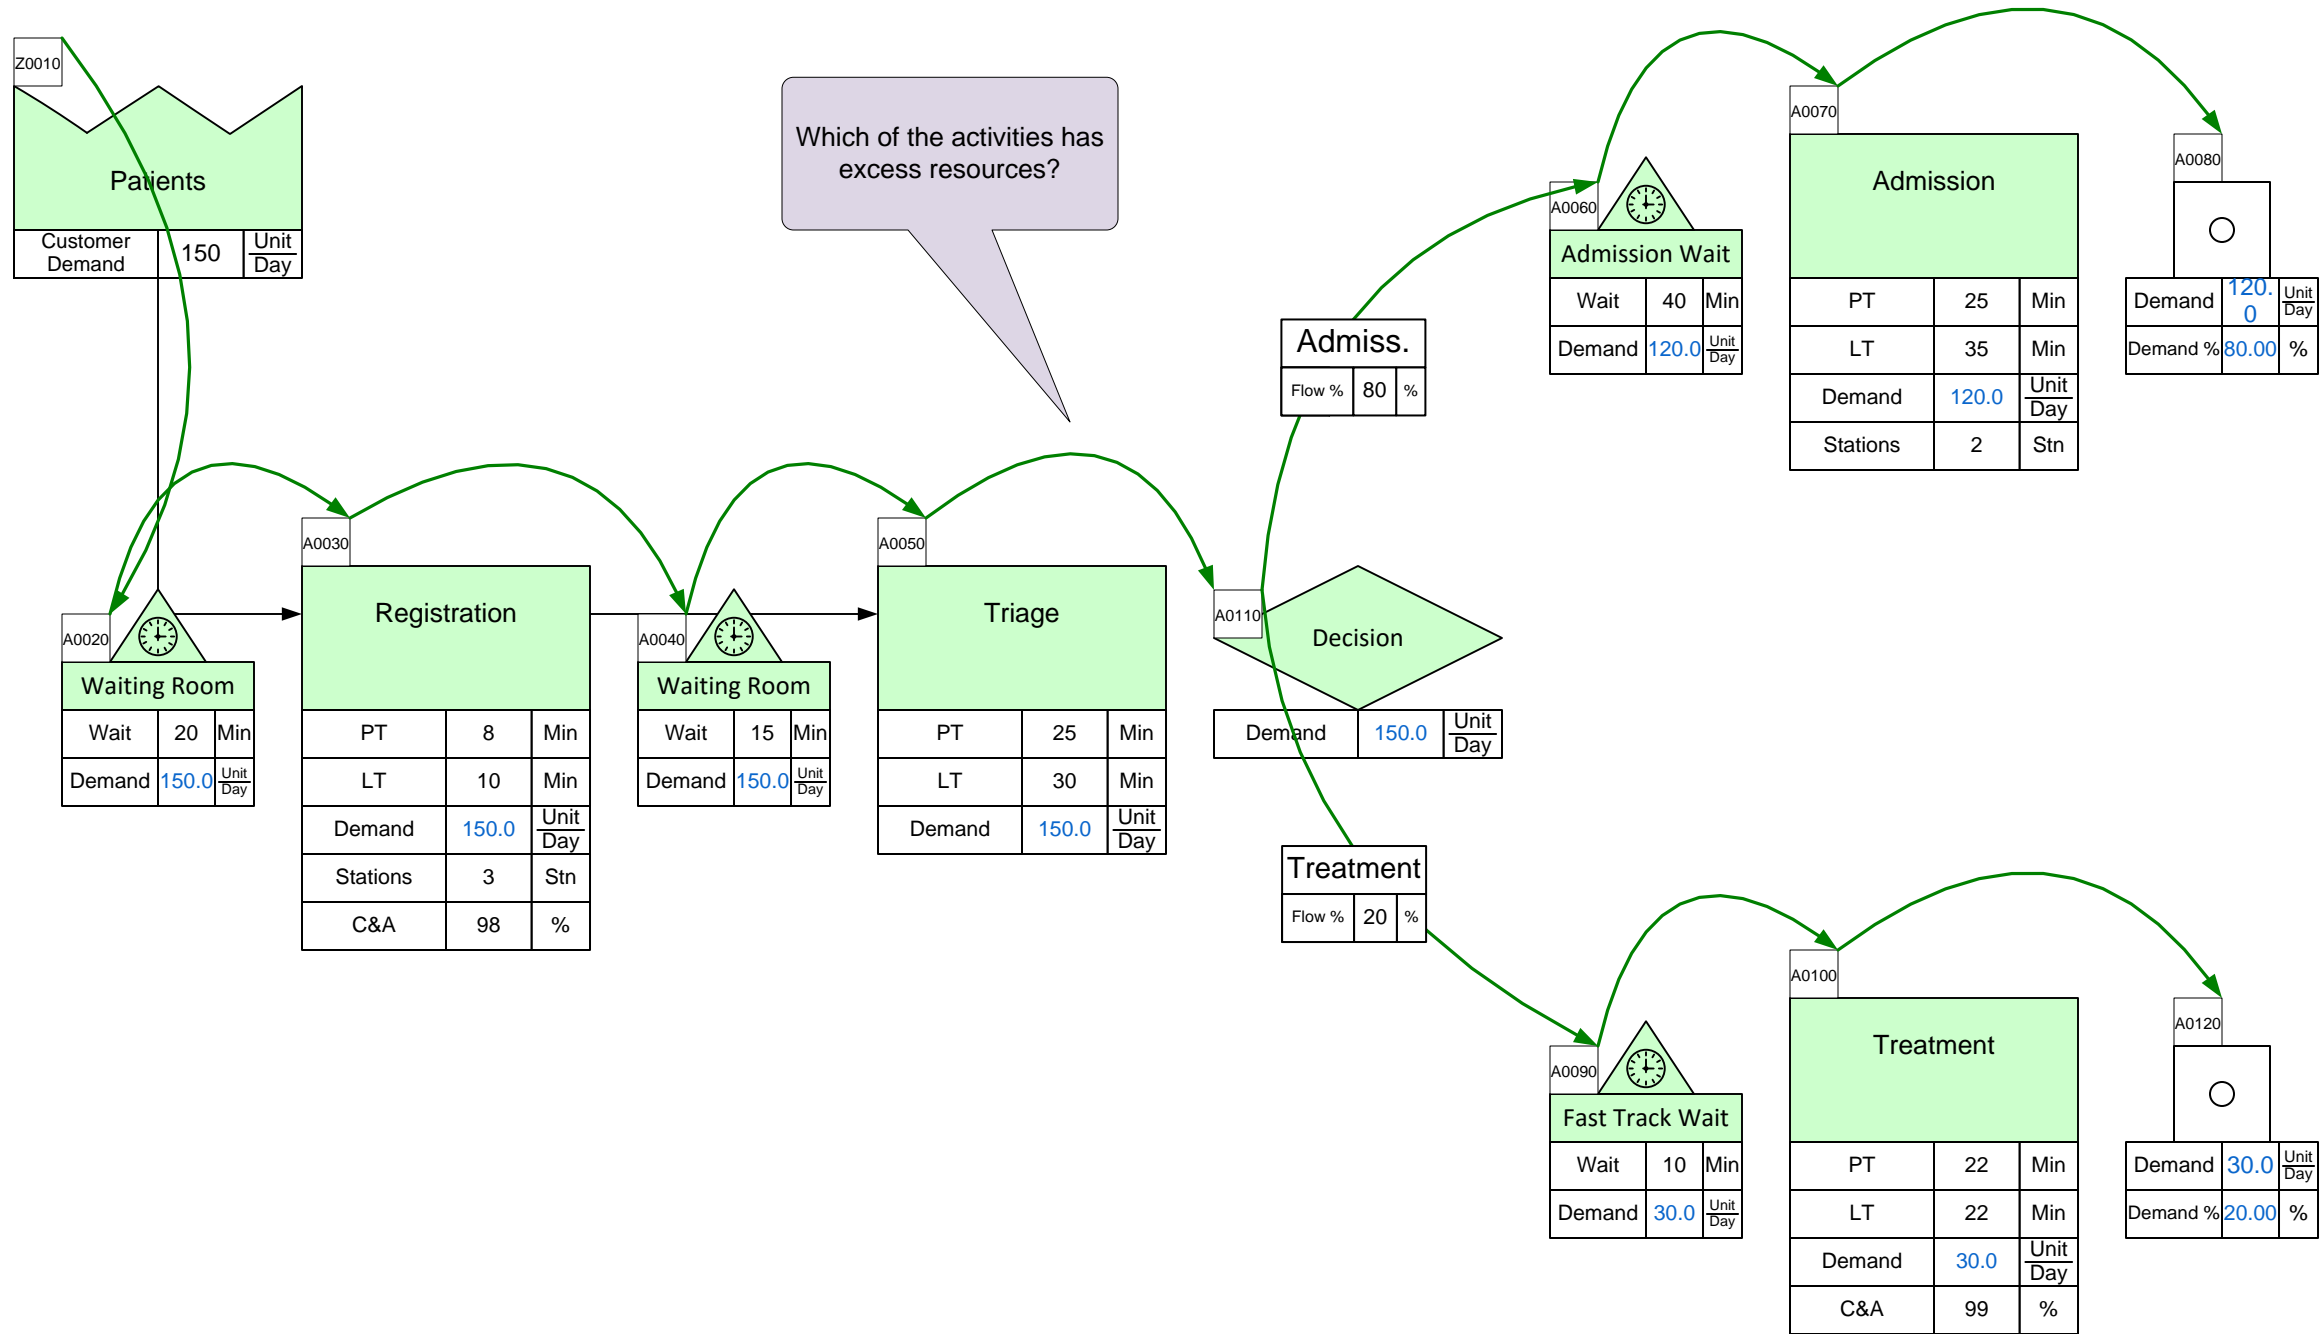 Z0010
Patients
Customer Demand 150 Unit Day
Which of the activities has
excess resources?
A0020
Waiting Room
Wait 20 Min
Demand 150.0 Unit Day
A0030
Registration
PT 8 Min
LT 10 Min
Demand 150.0 Unit Day
Stations 3 Stn
C&A 98 %
A0040
Waiting Room
Wait 15 Min
Demand 150.0 Unit Day
A0050
Triage
PT 25 Min
LT 30 Min
Demand 150.0 Unit Day
A0110
Decision
Demand 150.0 Unit Day
Admiss.
Flow % 80 %
A0060
Admission Wait
Wait 40 Min
Demand 120.0 Unit Day
A0070
Admission
PT 25 Min
LT 35 Min
Demand 120.0 Unit Day
Stations 2 Stn
A0080
Demand 120.0 Unit Day
Demand % 80.00 %
Treatment
Flow % 20 %
A0090
Fast Track Wait
Wait 10 Min
Demand 30.0 Unit Day
A0100
Treatment
PT 22 Min
LT 22 Min
Demand 30.0 Unit Day
C&A 99 %
A0120
Demand 30.0 Unit Day
Demand % 20.00 %